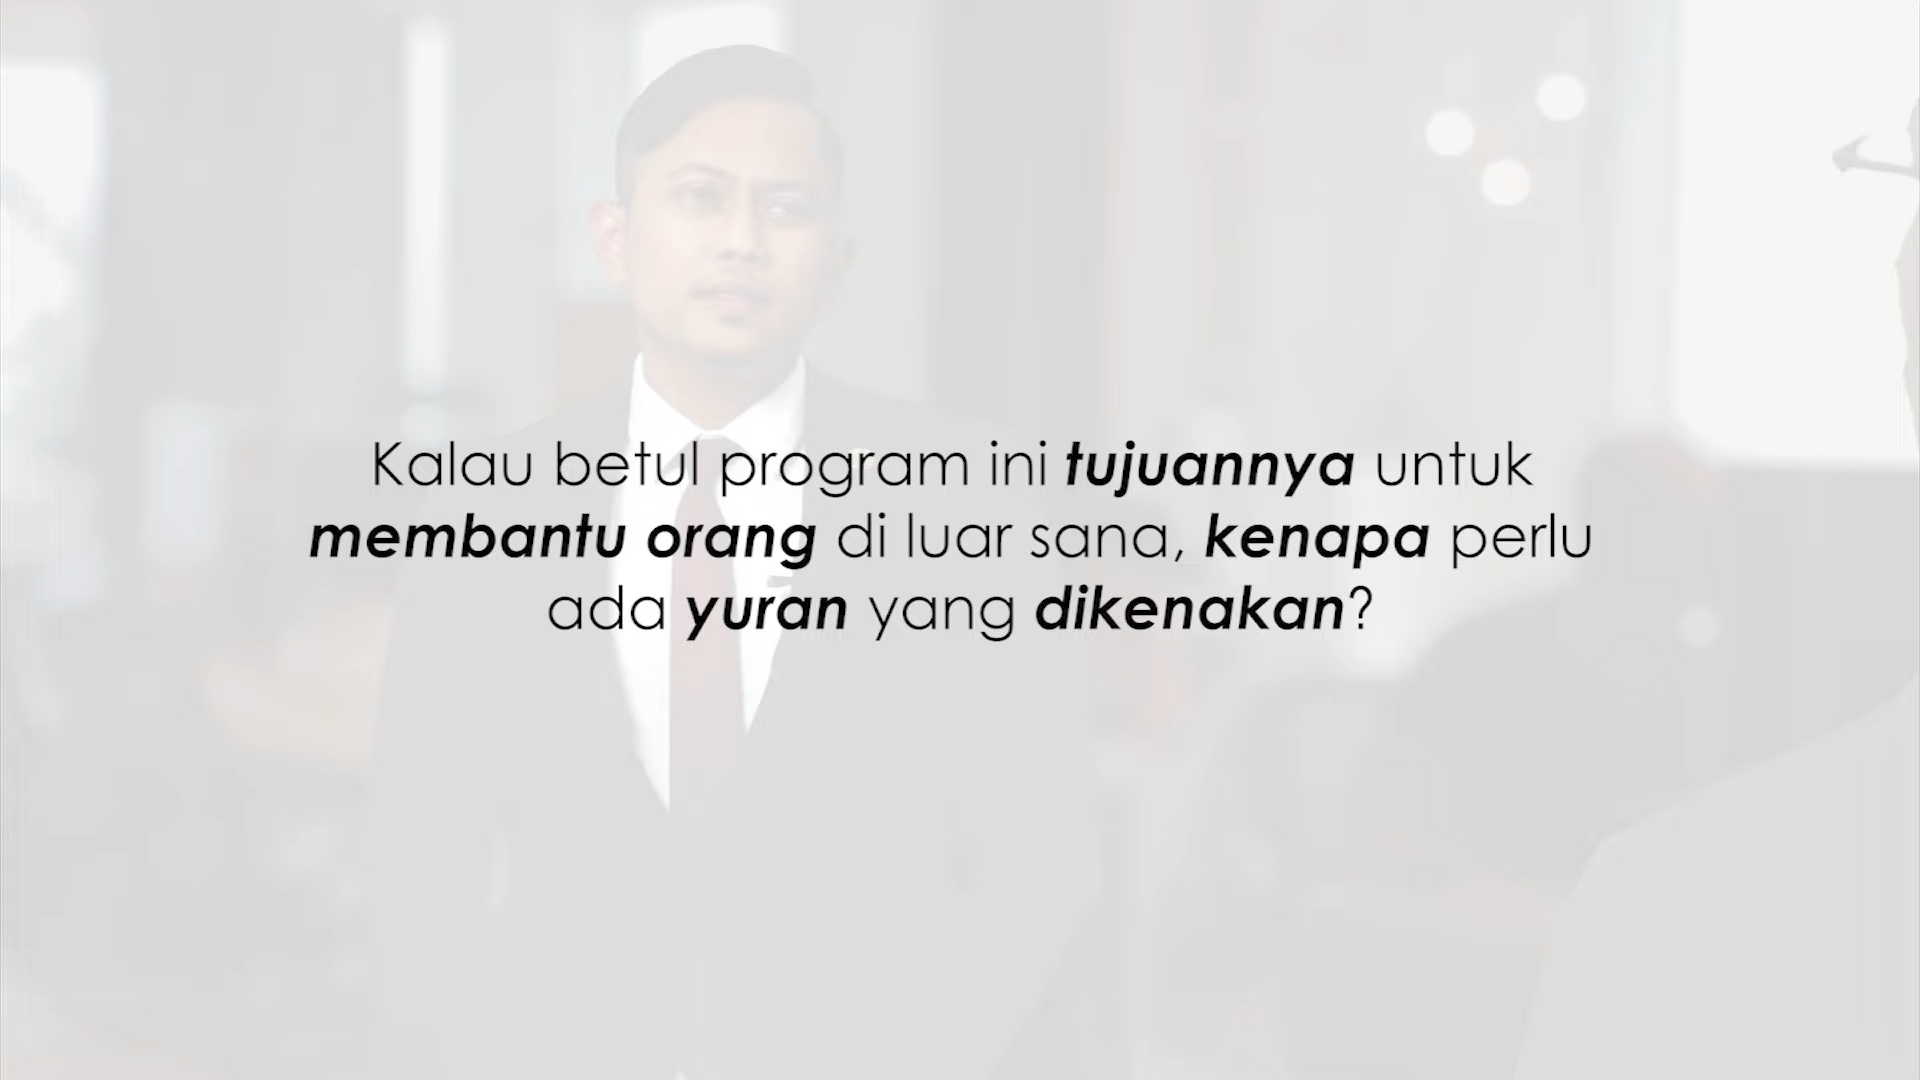 Kalau betul program ini tujuannya untuk
membantu orang di luar sana, kenapa perlu
ada yuran yang dikenakan?